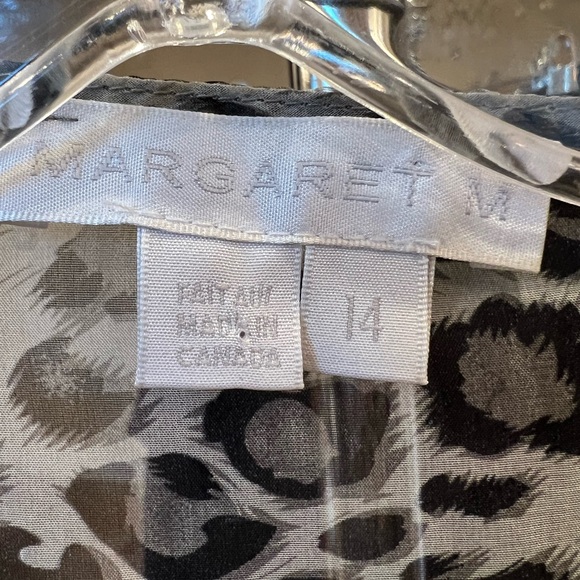 MARGARET M
FAIT AU/
MADE IN
CANADA
14